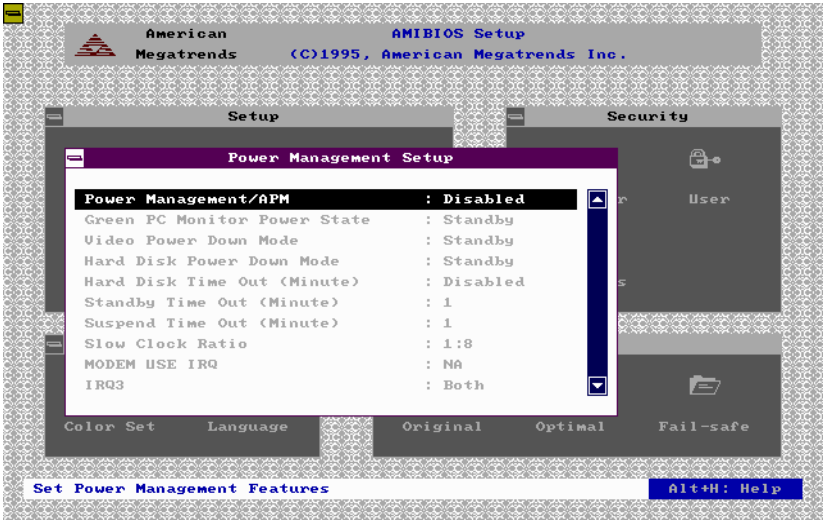 American AMIBIOS Setup
Megatrends (C)1995, American Megatrends Inc.
Setup Security
Power Management Setup
Power Management/APM : Disabled
Green PC Monitor Power State : Standby
User
Video Power Down Mode : Standby
Hard Disk Power Down Mode : Standby
Hard Disk Time Out (Minute) : Disabled
Standby Time Out (Minute) : 1
Suspend Time Out (Minute) : 1
Slow Clock Ratio : 1:8
MODEM USE IRQ : NA
IRQ3 : Both
Color Set Language Original Optimal Fail-safe
Set Power Management Features Alt+H: Help